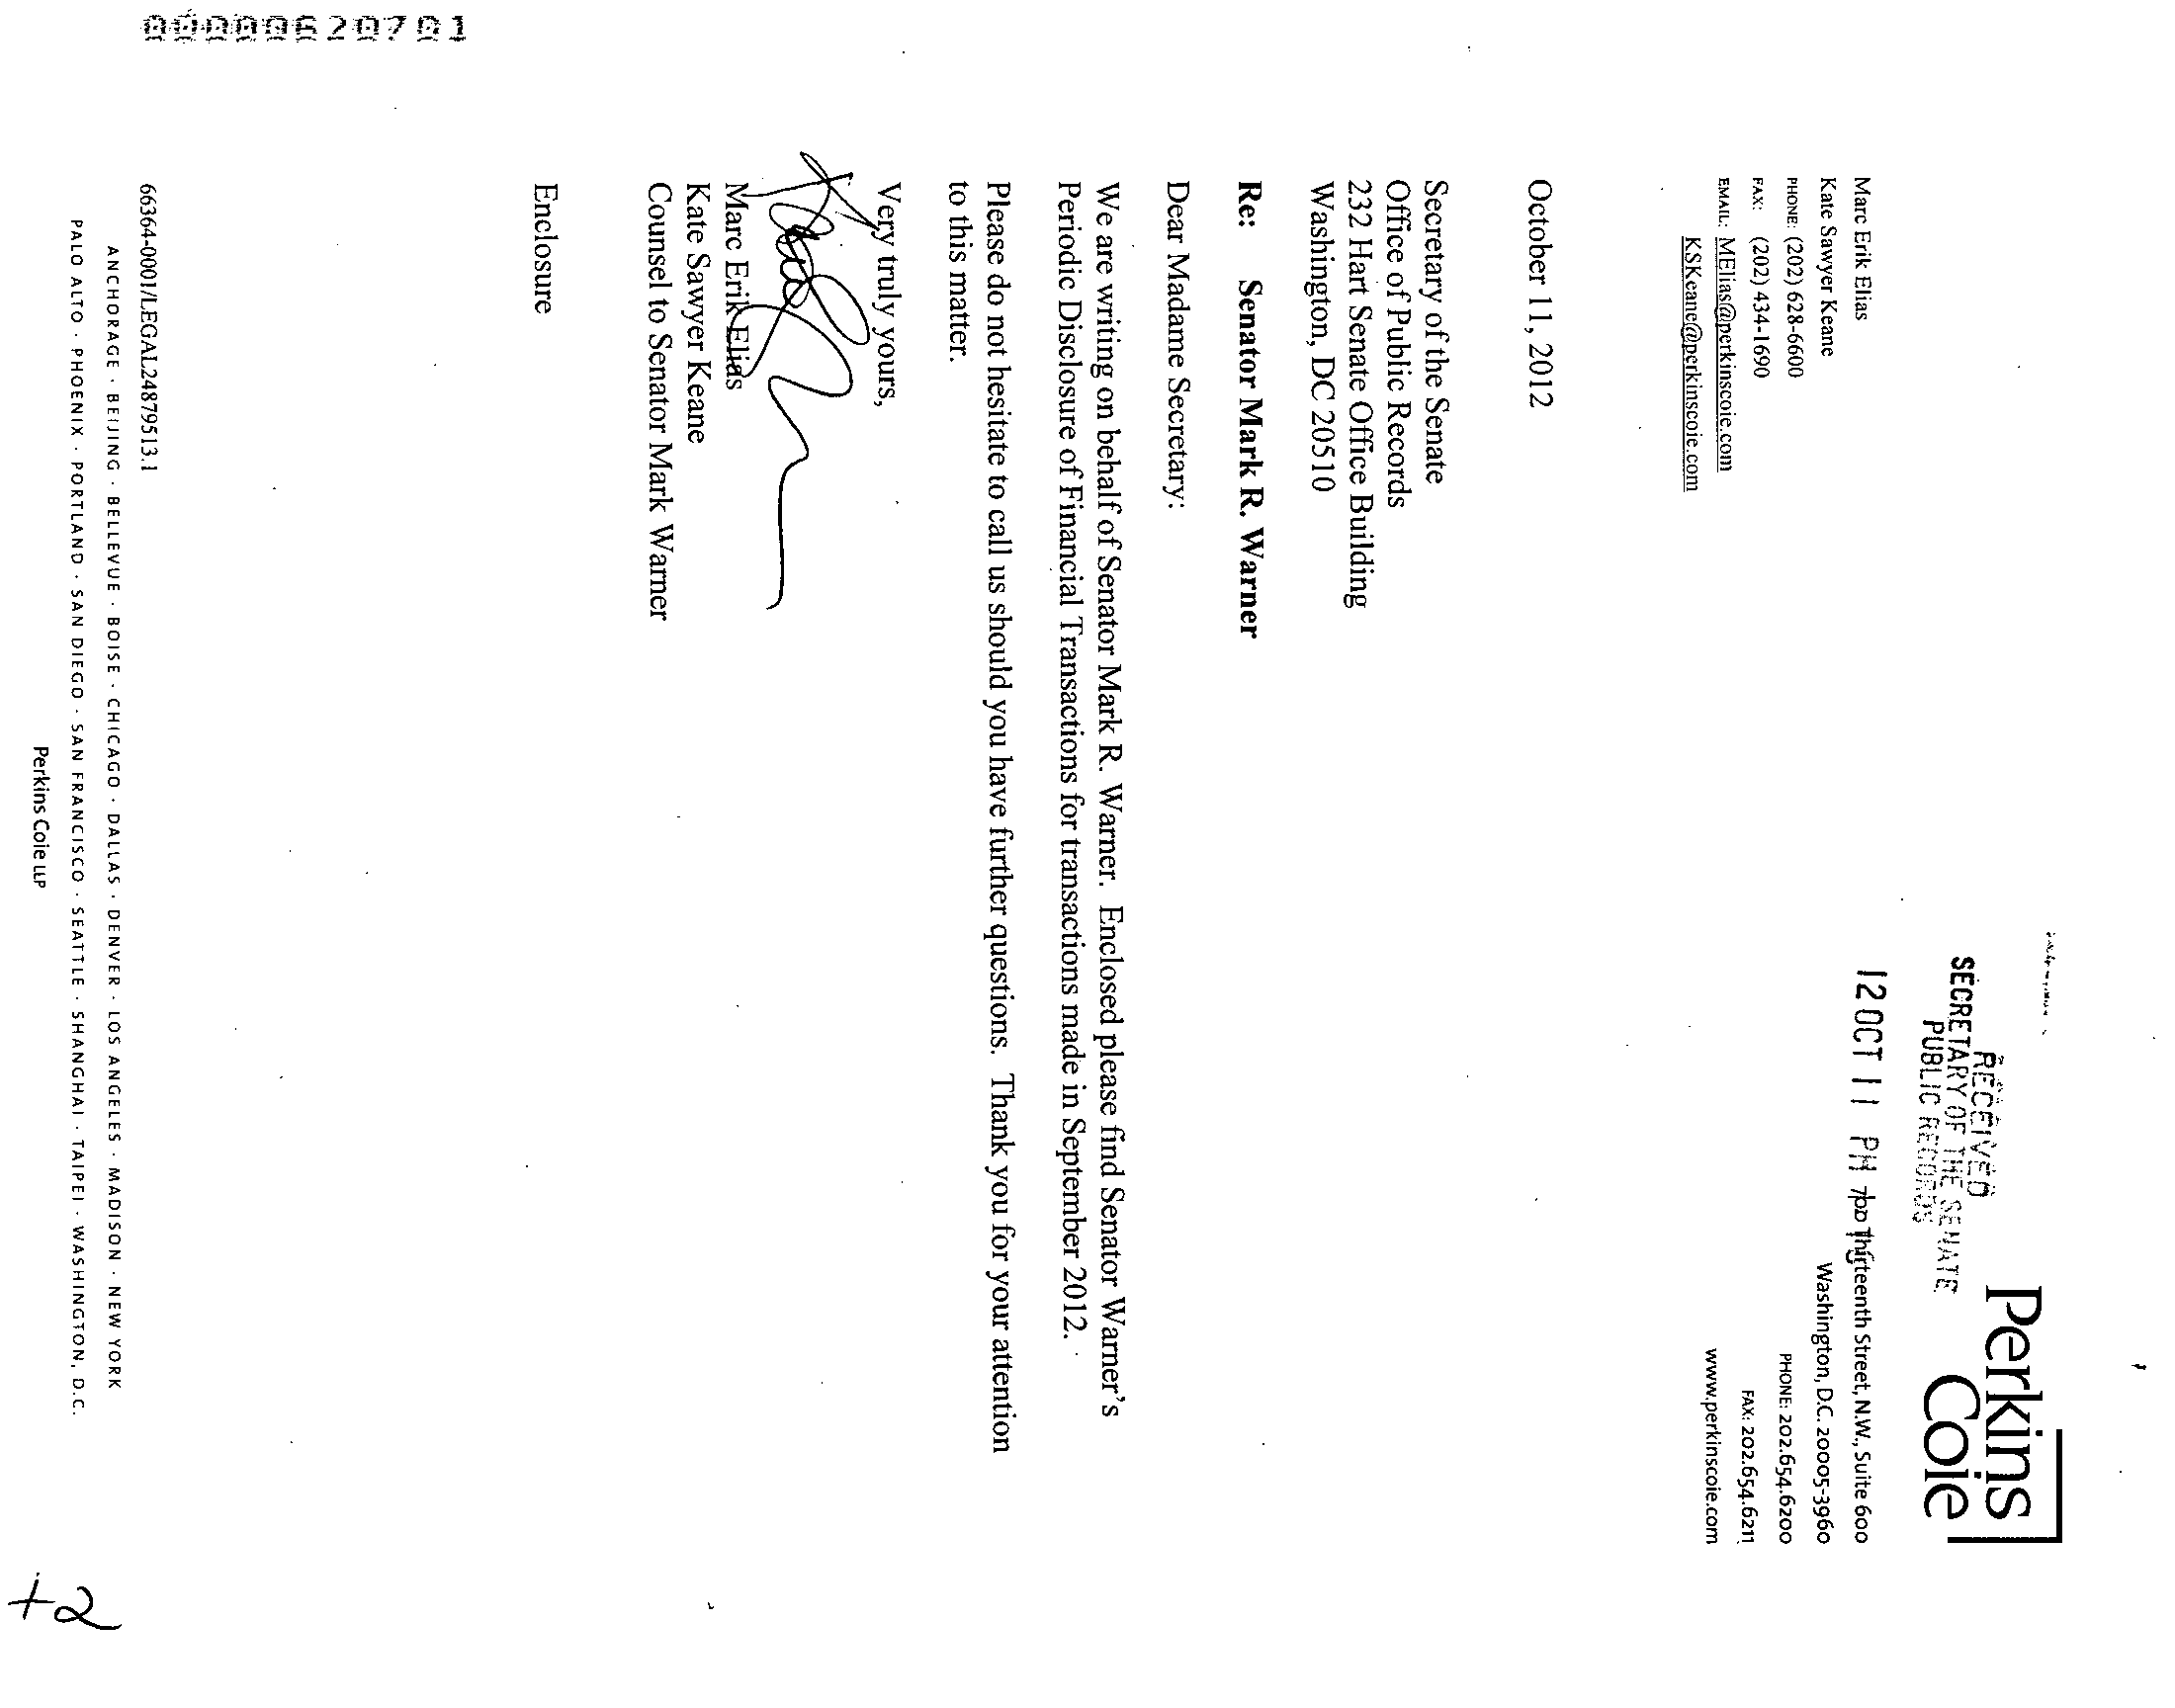 Perkins
Coie
RECEIVED
SECRETARY OF THE SENATE
PUBLIC RECORDS
12 OCT 11 PM
Marc Erik Elias
Kate Sawyer Keane
PHONE: (202) 628-6600
FAX: (202) 434-1690
EMAIL: MElias@perkinscoie.com
KSKeane@perkinscoie.com
700 Thirteenth Street, N.W., Suite 600
Washington, D.C. 20005-3960
PHONE: 202.654.6200
FAX: 202.654.6211
www.perkinscoie.com
October 11, 2012
Secretary of the Senate
Office of Public Records
232 Hart Senate Office Building
Washington, DC 20510
Re: Senator Mark R. Warner
Dear Madame Secretary:
We are writing on behalf of Senator Mark R. Warner. Enclosed please find Senator Warner's
Periodic Disclosure of Financial Transactions for transactions made in September 2012.
Please do not hesitate to call us should you have further questions. Thank you for your attention
to this matter.
Very truly yours,
Marc Erik Elias
Kate Sawyer Keane
Counsel to Senator Mark Warner
Enclosure
66364-0001/LEGAL24879513.1
ANCHORAGE · BEIJING · BELLEVUE · BOISE · CHICAGO · DALLAS · DENVER · LOS ANGELES · MADISON · NEW YORK
PALO ALTO · PHOENIX · PORTLAND · SAN DIEGO · SAN FRANCISCO · SEATTLE · SHANGHAI · TAIPEI · WASHINGTON, D.C.
Perkins Coie LLP
+2
00000620701